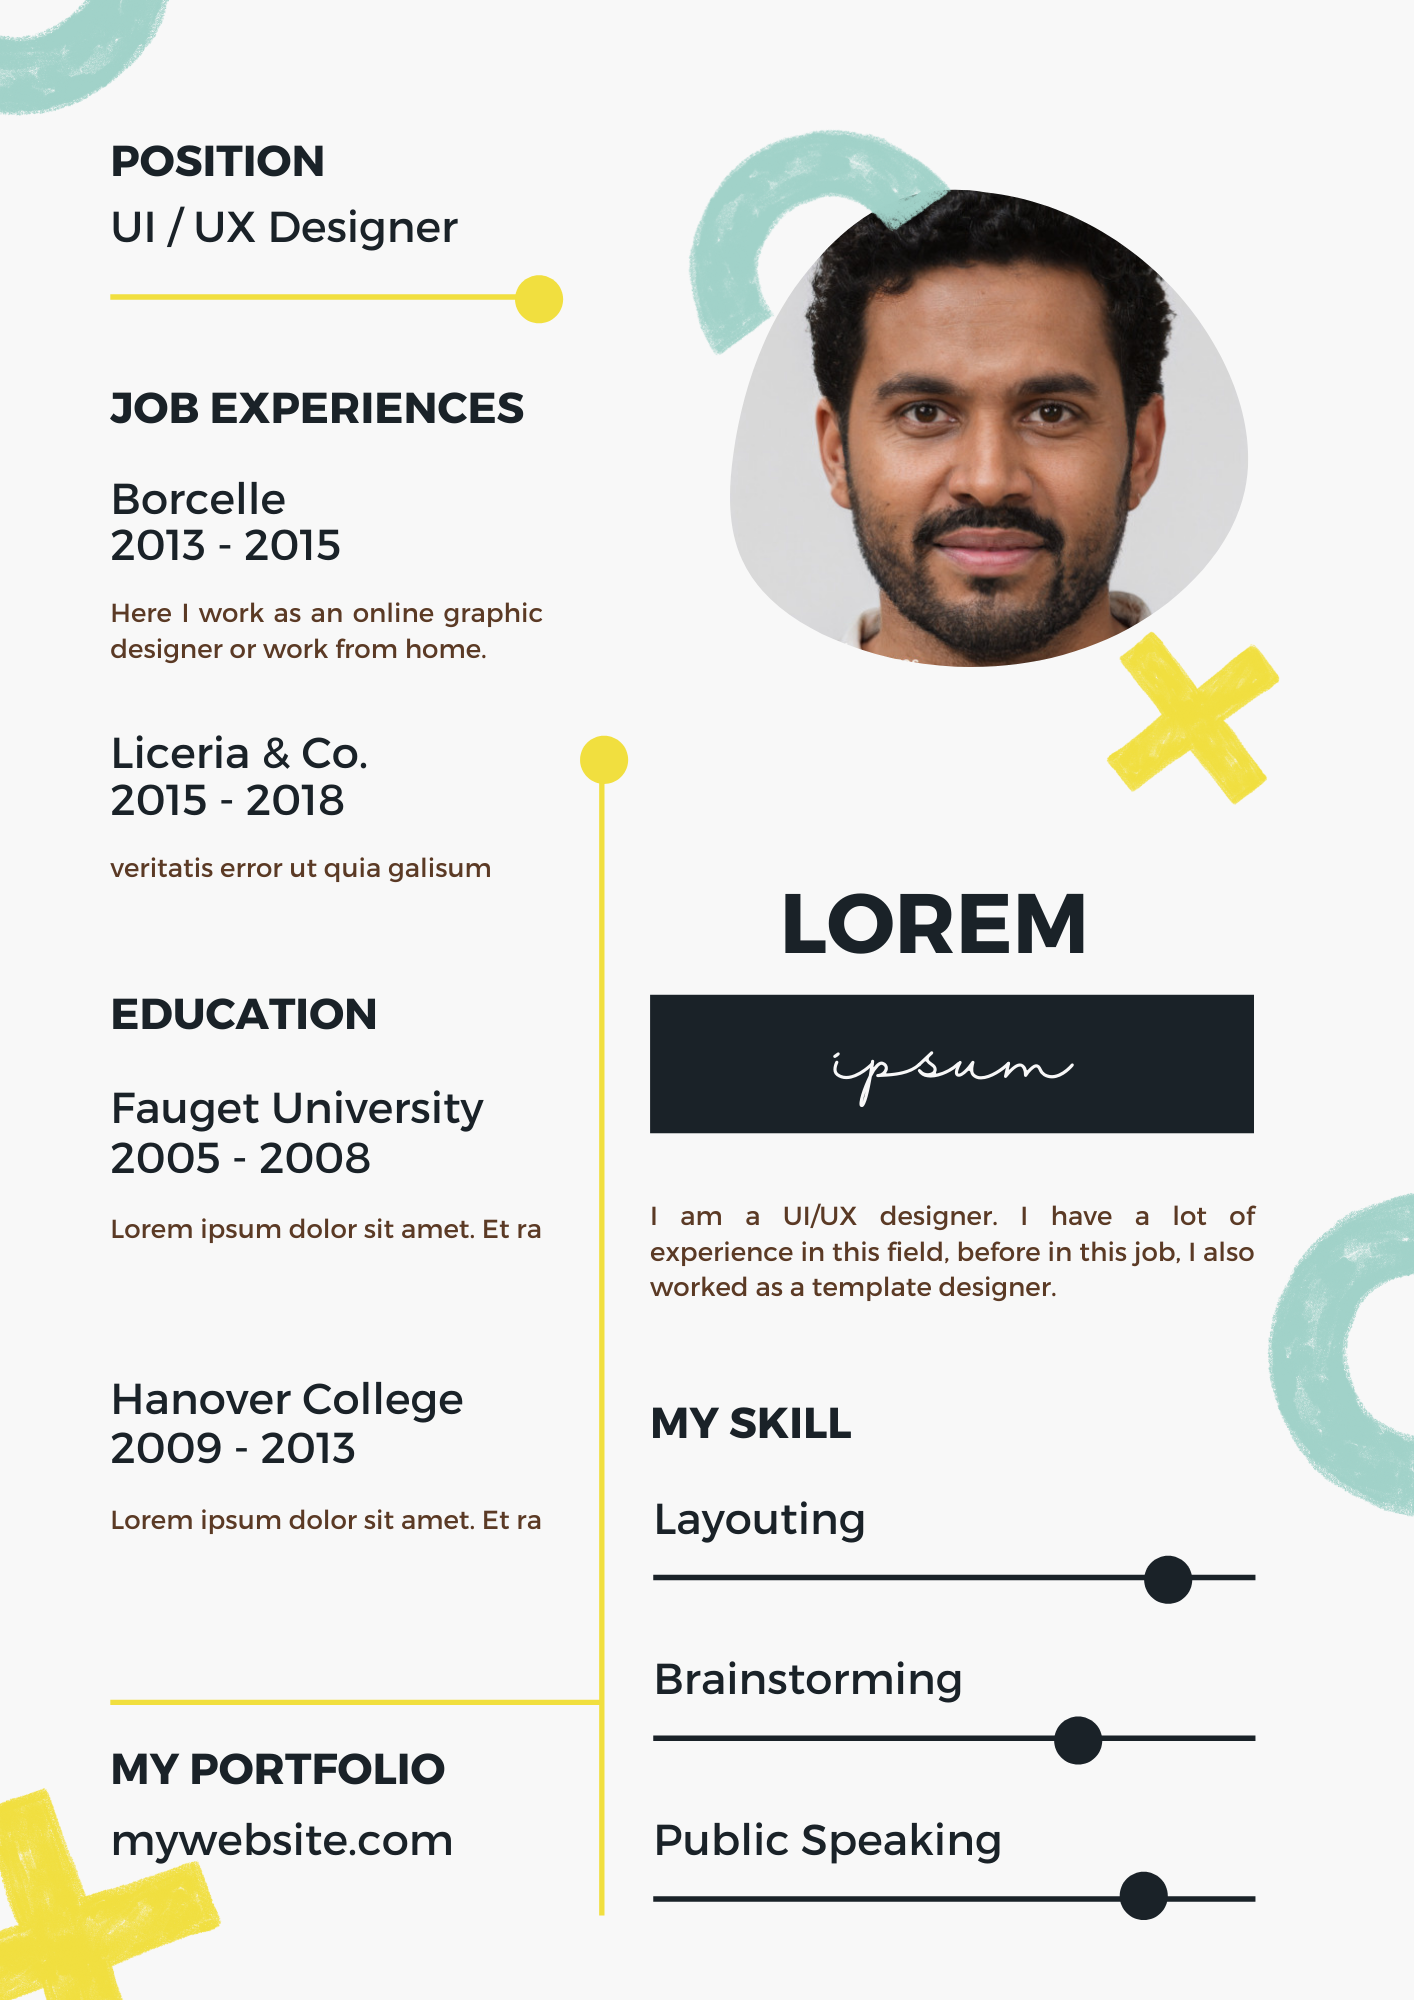 POSITION
UI / UX Designer
JOB EXPERIENCES
Borcelle
2013 - 2015
Here I work as an online graphic
designer or work from home.
Liceria & Co.
2015 - 2018
veritatis error ut quia galisum
EDUCATION
Fauget University
2005 - 2008
Lorem ipsum dolor sit amet. Et ra
Hanover College
2009 - 2013
Lorem ipsum dolor sit amet. Et ra
MY PORTFOLIO
mywebsite.com
LOREM
ipsum
I am a UI/UX designer. I have a lot of
experience in this field, before in this job, I also
worked as a template designer.
MY SKILL
Layouting
Brainstorming
Public Speaking